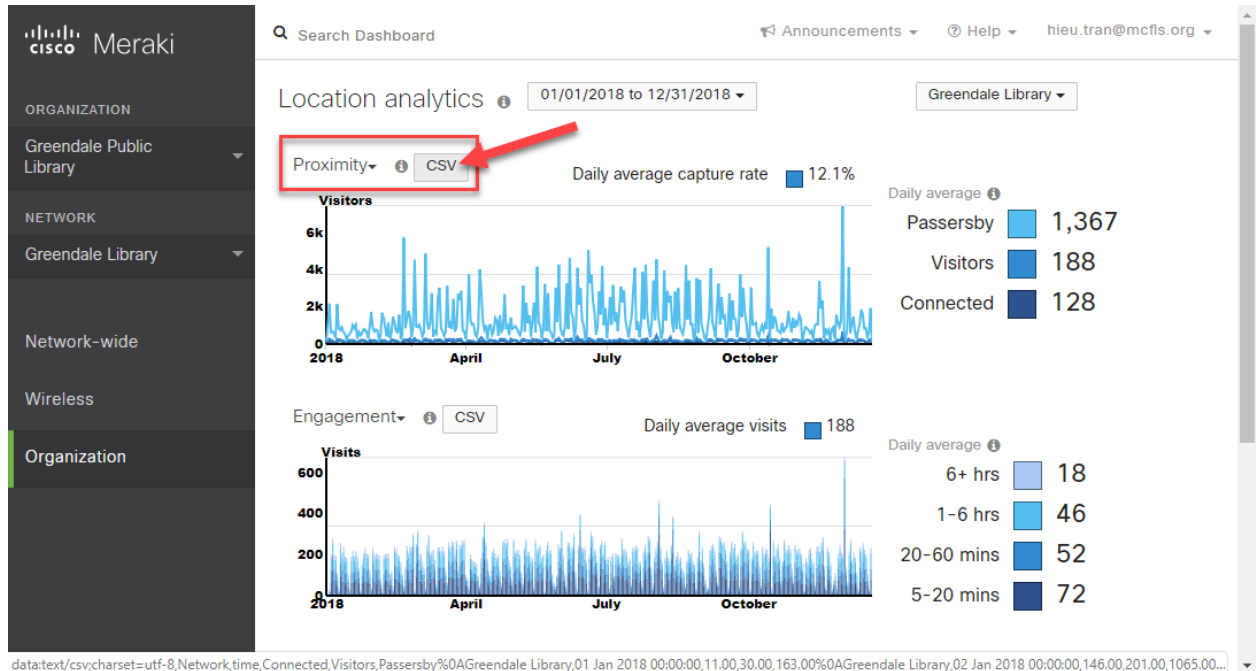 cisco Meraki
Search Dashboard
Announcements
Help
hieu.tran@mcfls.org
ORGANIZATION
Greendale Public
Library
NETWORK
Greendale Library
Network-wide
Wireless
Organization
Location analytics
01/01/2018 to 12/31/2018
Greendale Library
Proximity
CSV
Daily average capture rate 12.1%
Visitors
6k
4k
2k
0
2018 April July October
Daily average
Passersby 1,367
Visitors 188
Connected 128
Engagement
CSV
Daily average visits 188
Visits
600
400
200
0
2018 April July October
Daily average
6+ hrs 18
1-6 hrs 46
20-60 mins 52
5-20 mins 72
data:text/csv;charset=utf-8,Network,time,Connected,Visitors,Passersby%0AGreendale Library,01 Jan 2018 00:00:00,11.00,30.00,163.00%0AGreendale Library,02 Jan 2018 00:00:00,146.00,201.00,1065.00...